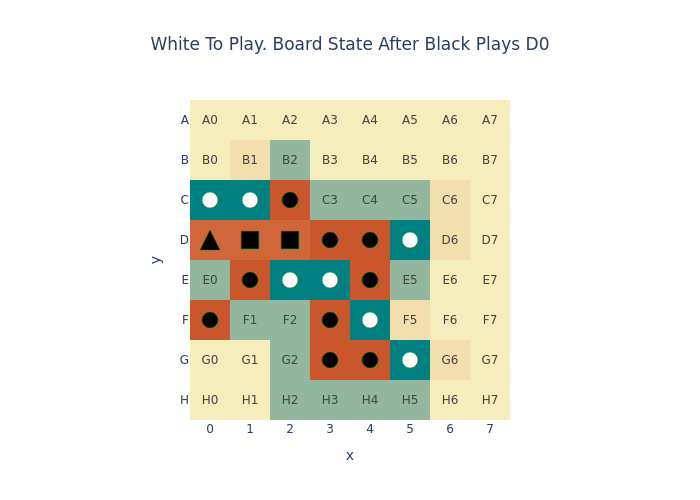 White To Play. Board State After Black Plays D0
A A0 A1 A2 A3 A4 A5 A6 A7
B B0 B1 B2 B3 B4 B5 B6 B7
C C3 C4 C5 C6 C7
D D6 D7
y
E E0 E5 E6 E7
F F1 F2 F5 F6 F7
G G0 G1 G2 G6 G7
H H0 H1 H2 H3 H4 H5 H6 H7
0 1 2 3 4 5 6 7
x